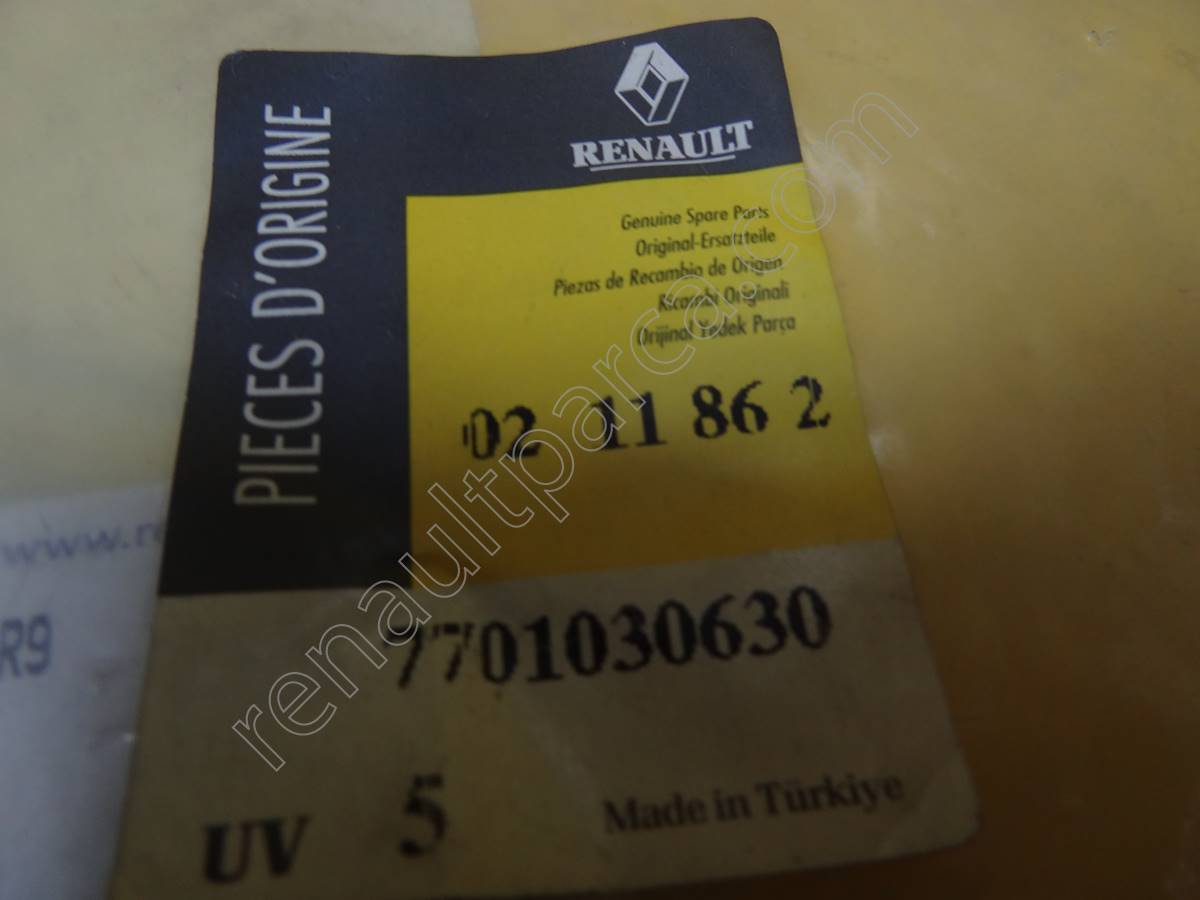 PIECES D'ORIGINE
RENAULT
Genuine Spare Parts
Original-Ersatzteile
Piezas de Recambio de Origen
Ricambi Originali
Orijinal Yedek Parça
02 11 86 2
7701030630
UV 5
Made in Türkiye
www.r
R9
renaultparca.com